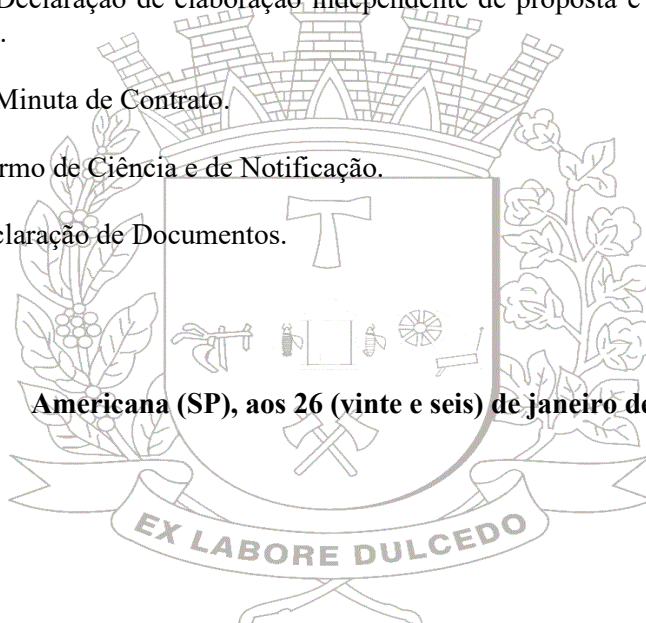 Declaração de elaboração independente de proposta e
.
Minuta de Contrato.
rmo de Ciência e de Notificação.
claração de Documentos.
Americana (SP), aos 26 (vinte e seis) de janeiro de
EX LABORE DULCEDO